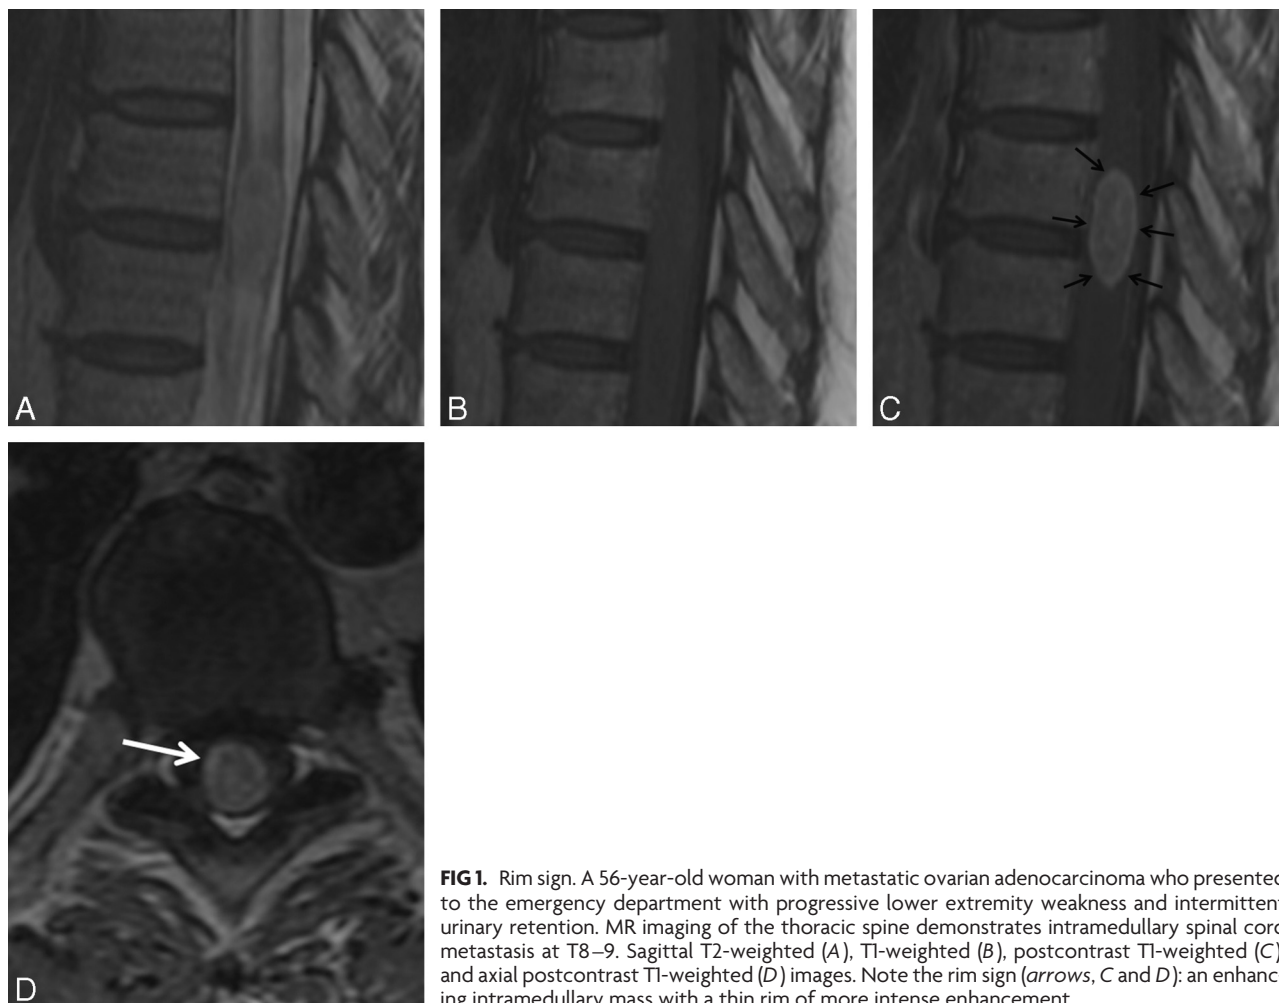 A
B
C
D
FIG 1. Rim sign. A 56-year-old woman with metastatic ovarian adenocarcinoma who presented
to the emergency department with progressive lower extremity weakness and intermittent
urinary retention. MR imaging of the thoracic spine demonstrates intramedullary spinal cord
metastasis at T8–9. Sagittal T2-weighted (A), T1-weighted (B), postcontrast T1-weighted (C)
and axial postcontrast T1-weighted (D) images. Note the rim sign (arrows, C and D): an enhanc-
ing intramedullary mass with a thin rim of more intense enhancement.